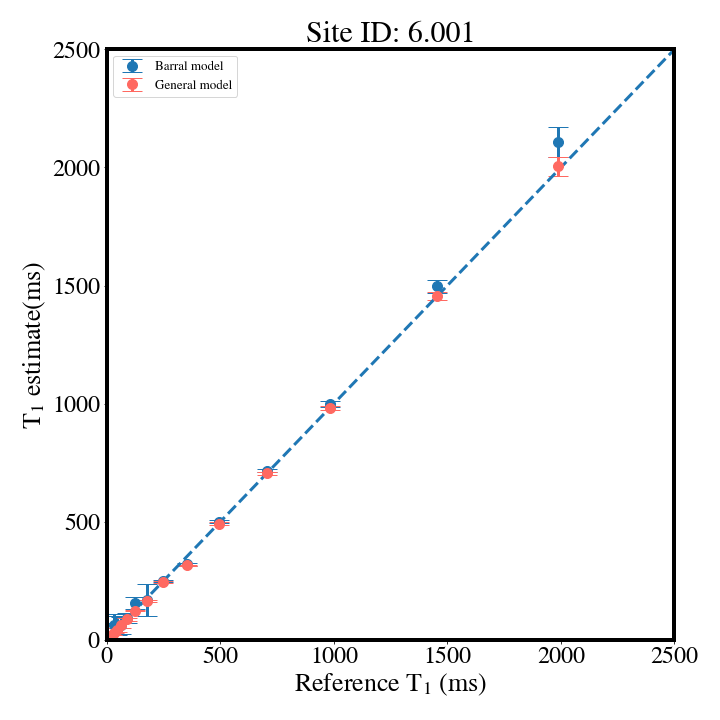 Site ID: 6.001
Barral model
General model
2500
2000
1500
1000
500
0
T₁ estimate(ms)
0 500 1000 1500 2000 2500
Reference T₁ (ms)